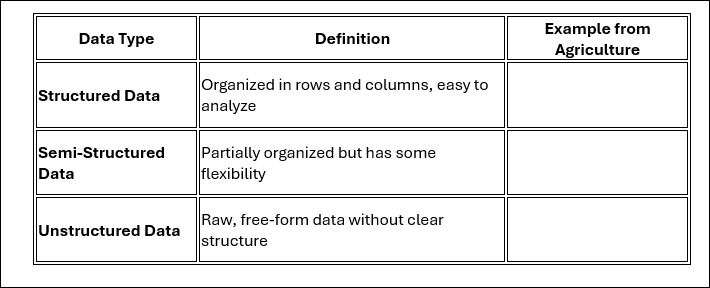 Data Type
Definition
Example from
Agriculture
Structured Data
Organized in rows and columns, easy to
analyze
Semi-Structured
Data
Partially organized but has some
flexibility
Unstructured Data
Raw, free-form data without clear
structure